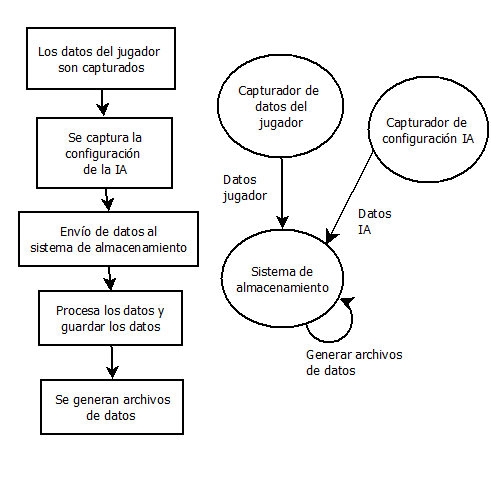 Los datos del jugador
son capturados
Se captura la
configuración
de la IA
Envío de datos al
sistema de almacenamiento
Procesa los datos y
guardar los datos
Se generan archivos
de datos
Capturador de
datos del
jugador
Capturador de
configuración IA
Datos
jugador
Datos
IA
Sistema de
almacenamiento
Generar archivos
de datos